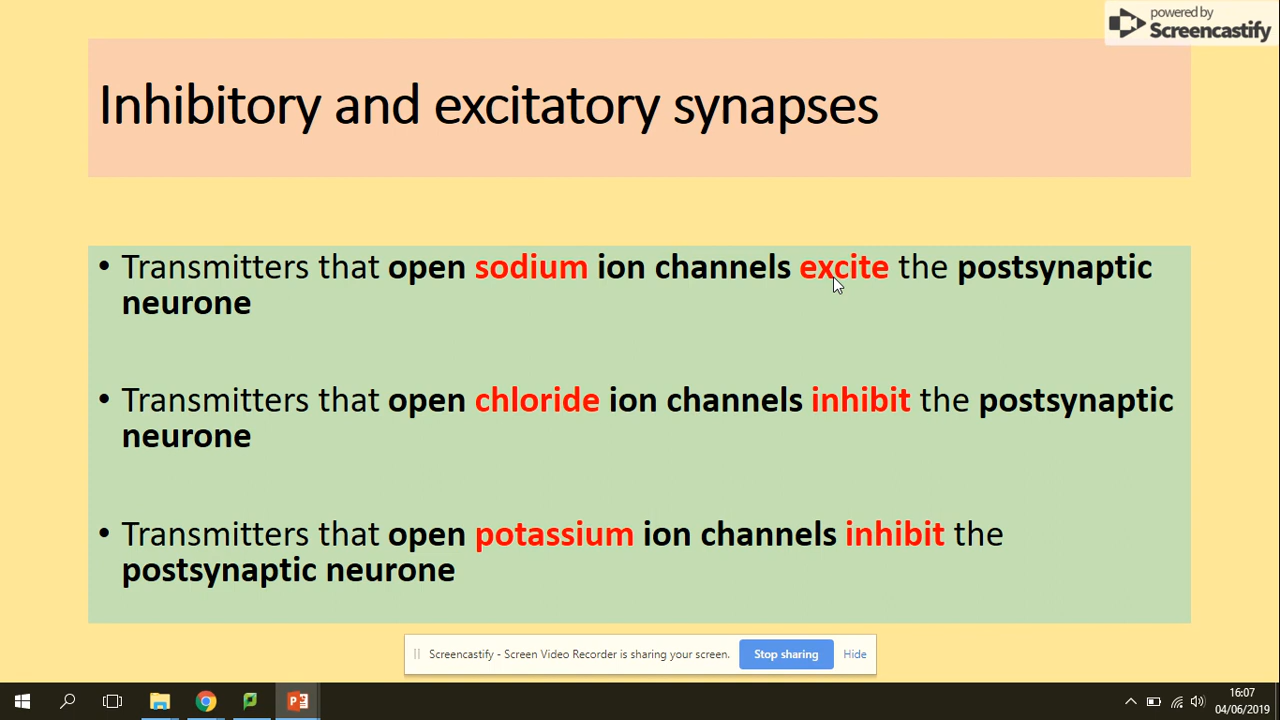 powered by
Screencastify
Inhibitory and excitatory synapses
• Transmitters that open sodium ion channels excite the postsynaptic
neurone
• Transmitters that open chloride ion channels inhibit the postsynaptic
neurone
• Transmitters that open potassium ion channels inhibit the
postsynaptic neurone
Screencastify - Screen Video Recorder is sharing your screen. Stop sharing Hide
16:07
04/06/2019